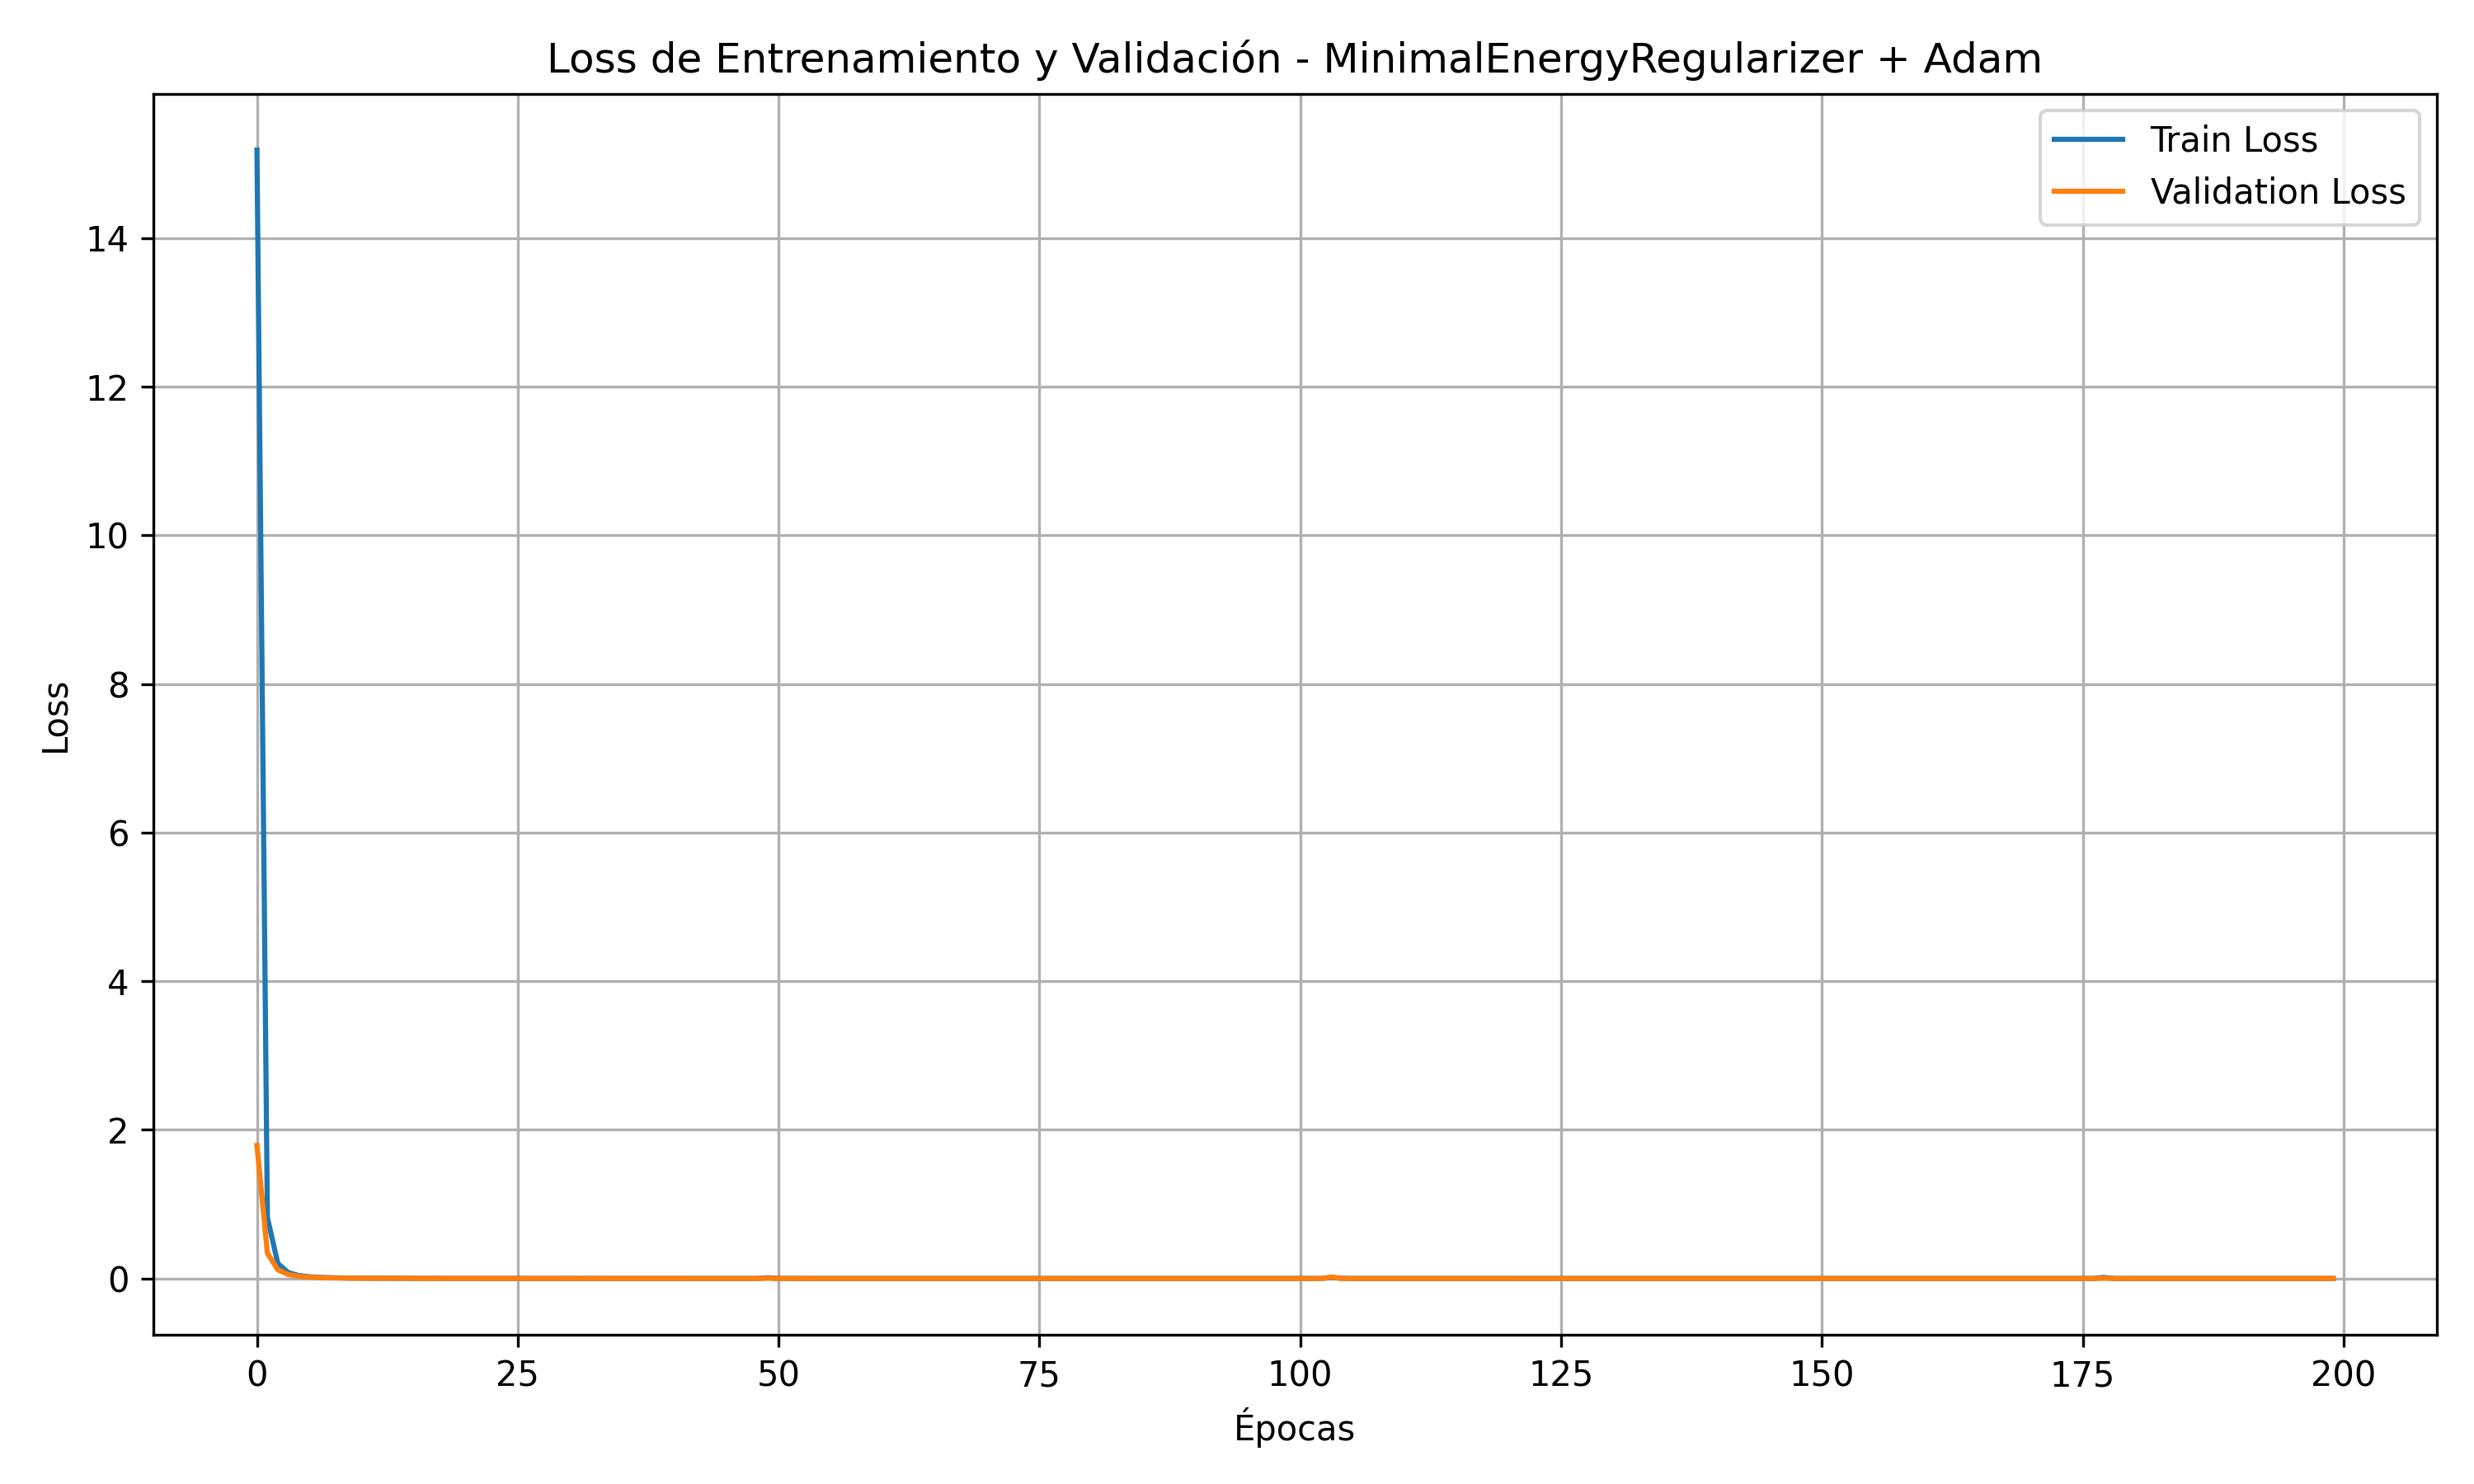 Loss de Entrenamiento y Validación - MinimalEnergyRegularizer + Adam
Train Loss
Validation Loss
14
12
10
8
6
4
2
0
Loss
0 25 50 75 100 125 150 175 200
Épocas